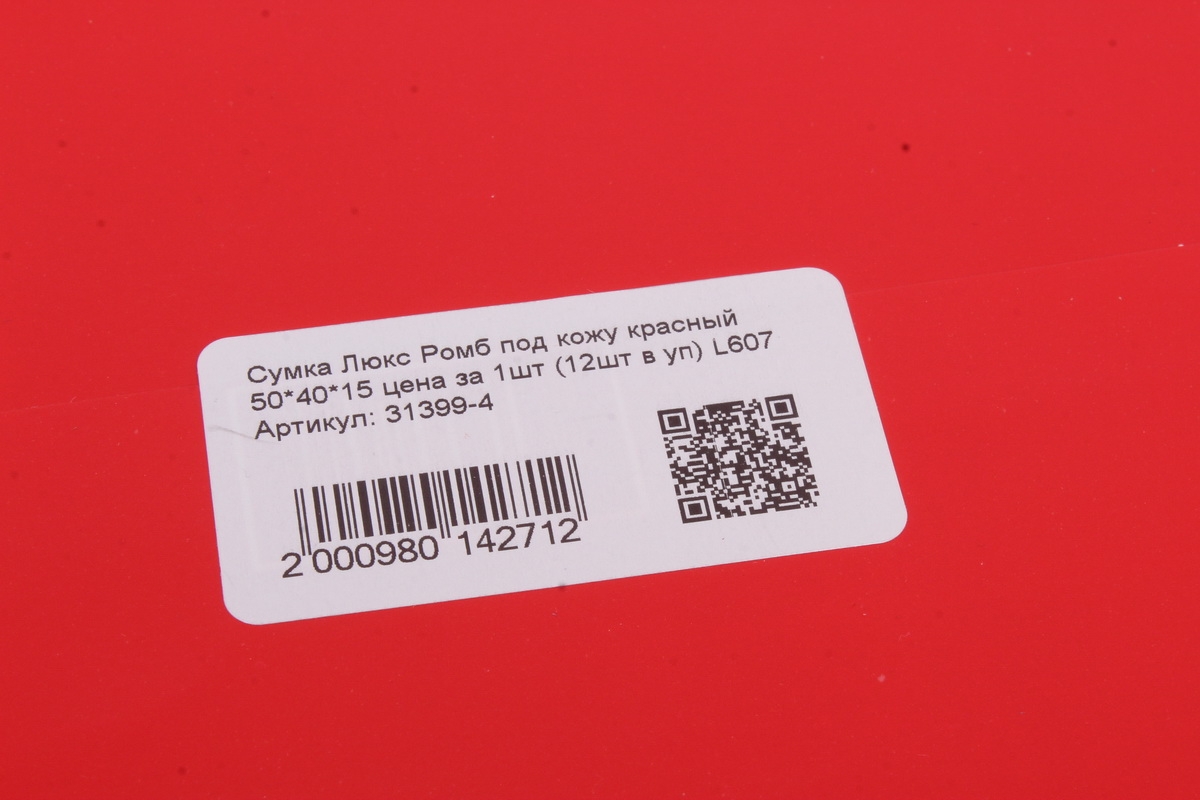 Сумка Люкс Ромб под кожу красный
50*40*15 цена за 1шт (12шт в уп) L607
Артикул: 31399-4
2 000980 142712